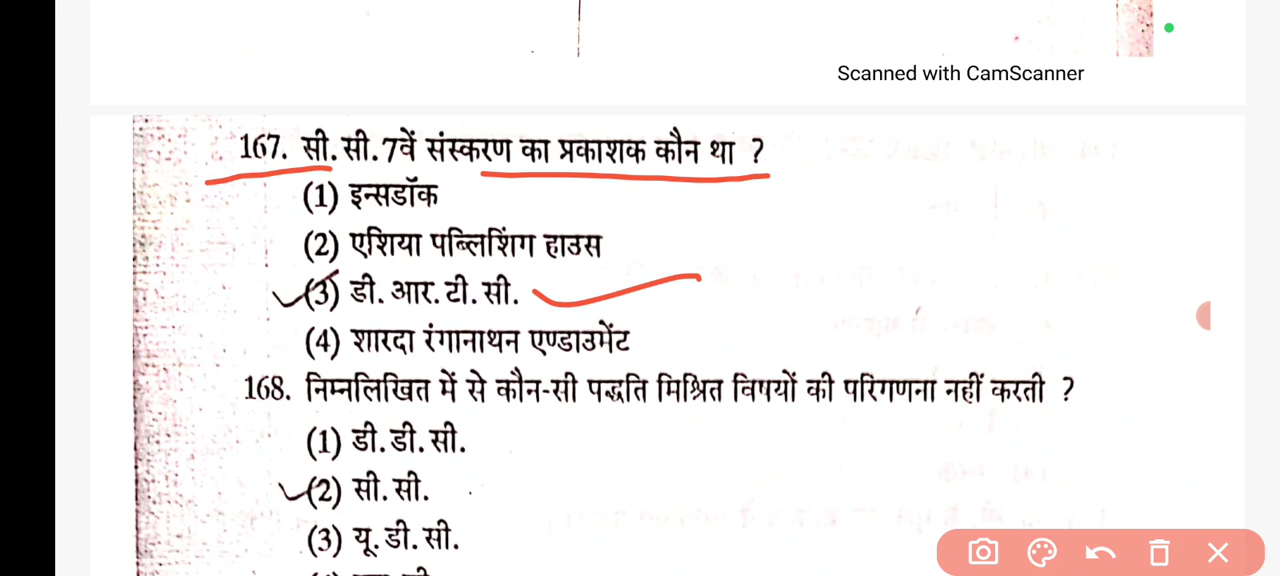 Scanned with CamScanner
167. सी. सी. 7वें संस्करण का प्रकाशक कौन था ?
(1) इन्सडॉक
(2) एशिया पब्लिशिंग हाउस
(3) डी. आर. टी. सी.
(4) शारदा रंगानाथन एण्डाउमेंट
168. निम्नलिखित में से कौन-सी पद्धति मिश्रित विषयों की परिगणना नहीं करती ?
(1) डी. डी. सी.
(2) सी. सी.
(3) यू. डी. सी.